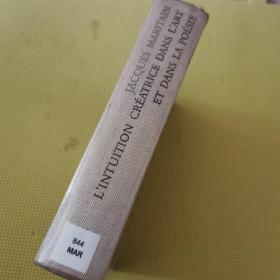 JACQUES MARITAIN
L'INTUITION CRÉATRICE DANS L'ART
ET DANS LA POÉSIE
844
MAR